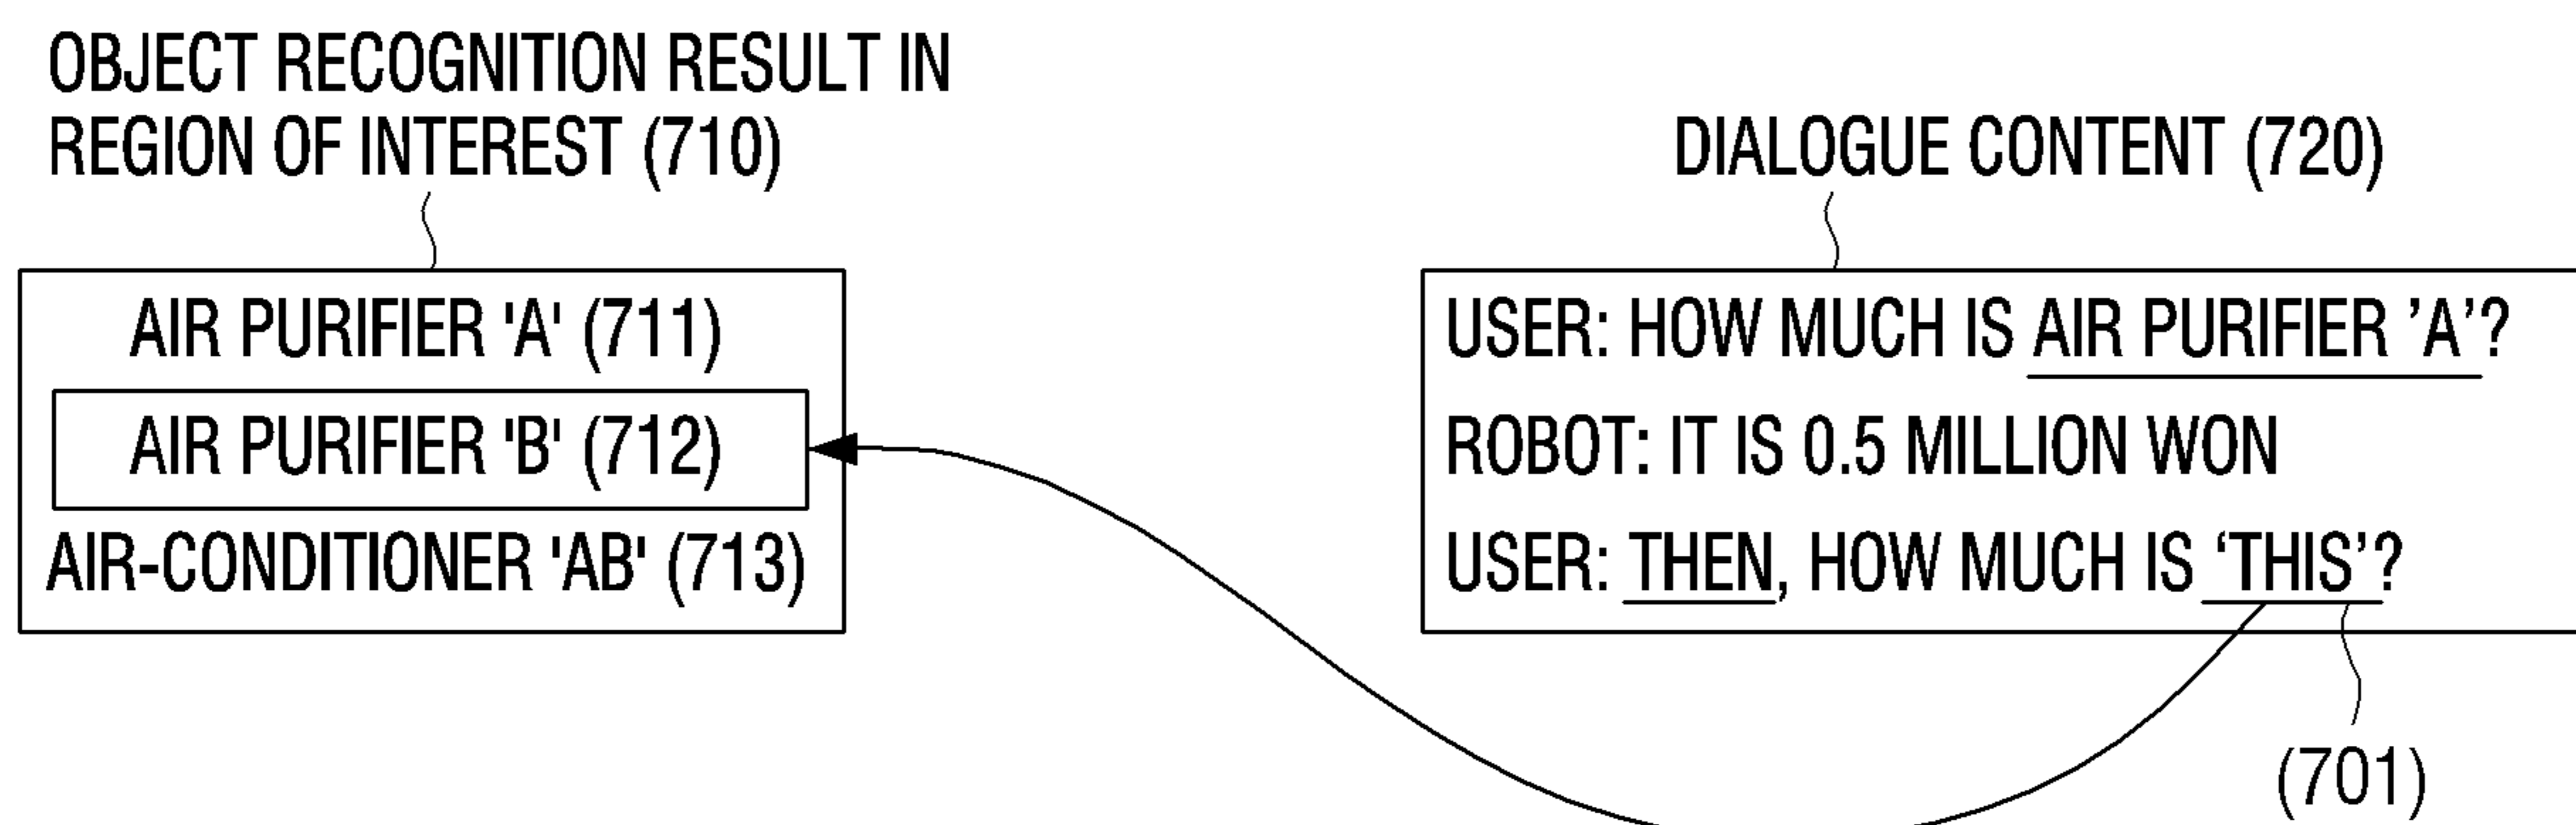 OBJECT RECOGNITION RESULT IN
REGION OF INTEREST (710)
AIR PURIFIER 'A' (711)
AIR PURIFIER 'B' (712)
AIR-CONDITIONER 'AB' (713)
DIALOGUE CONTENT (720)
USER: HOW MUCH IS AIR PURIFIER ’A’?
ROBOT: IT IS 0.5 MILLION WON
USER: THEN, HOW MUCH IS ‘THIS’?
(701)